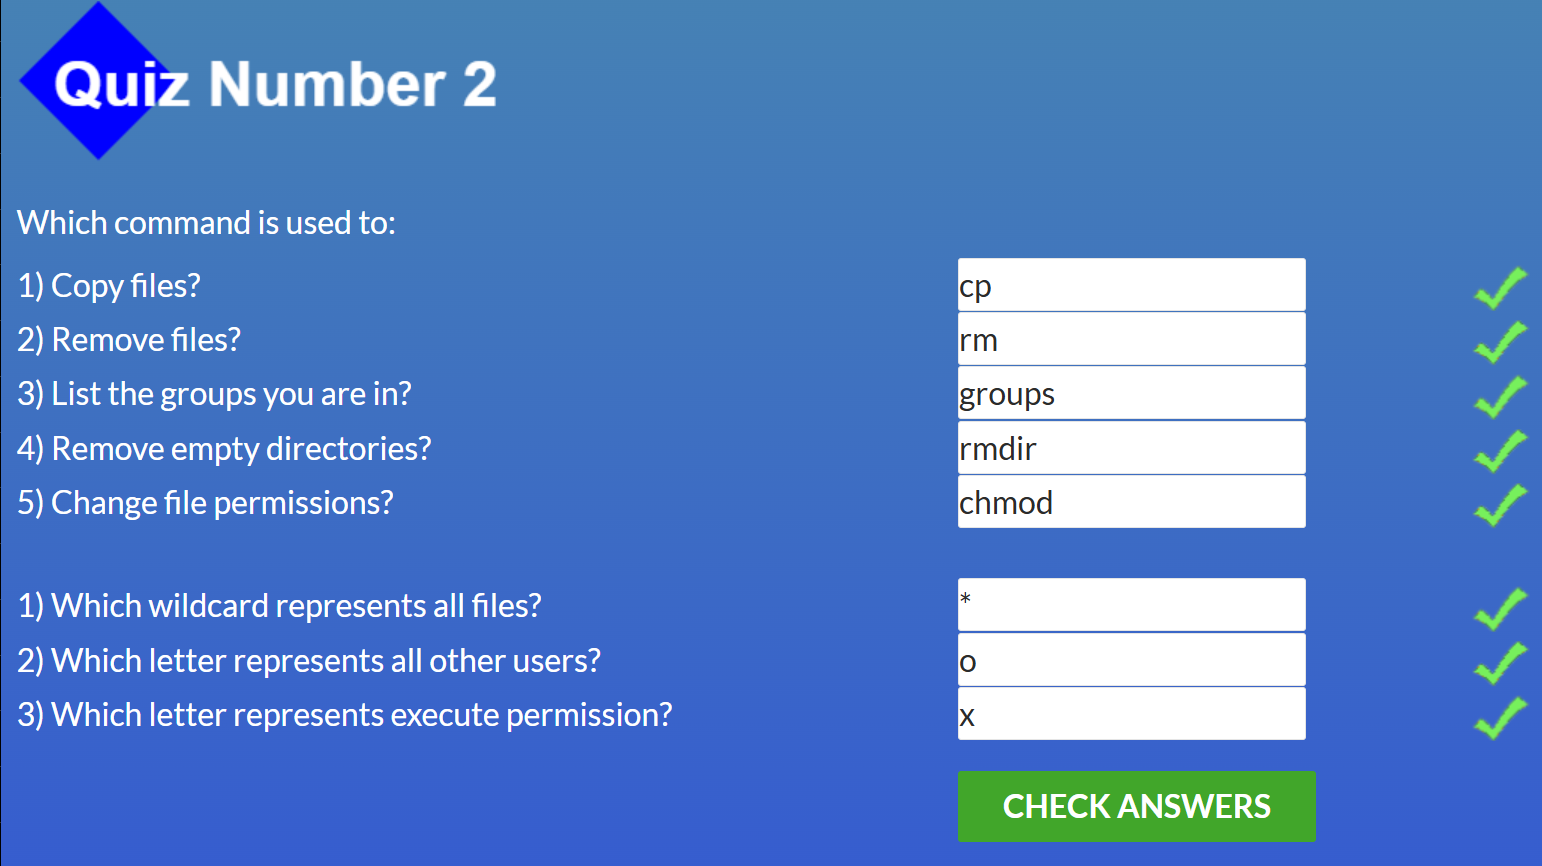 Quiz Number 2
Which command is used to:
1) Copy files? cp
2) Remove files? rm
3) List the groups you are in? groups
4) Remove empty directories? rmdir
5) Change file permissions? chmod
1) Which wildcard represents all files? *
2) Which letter represents all other users? o
3) Which letter represents execute permission? x
CHECK ANSWERS